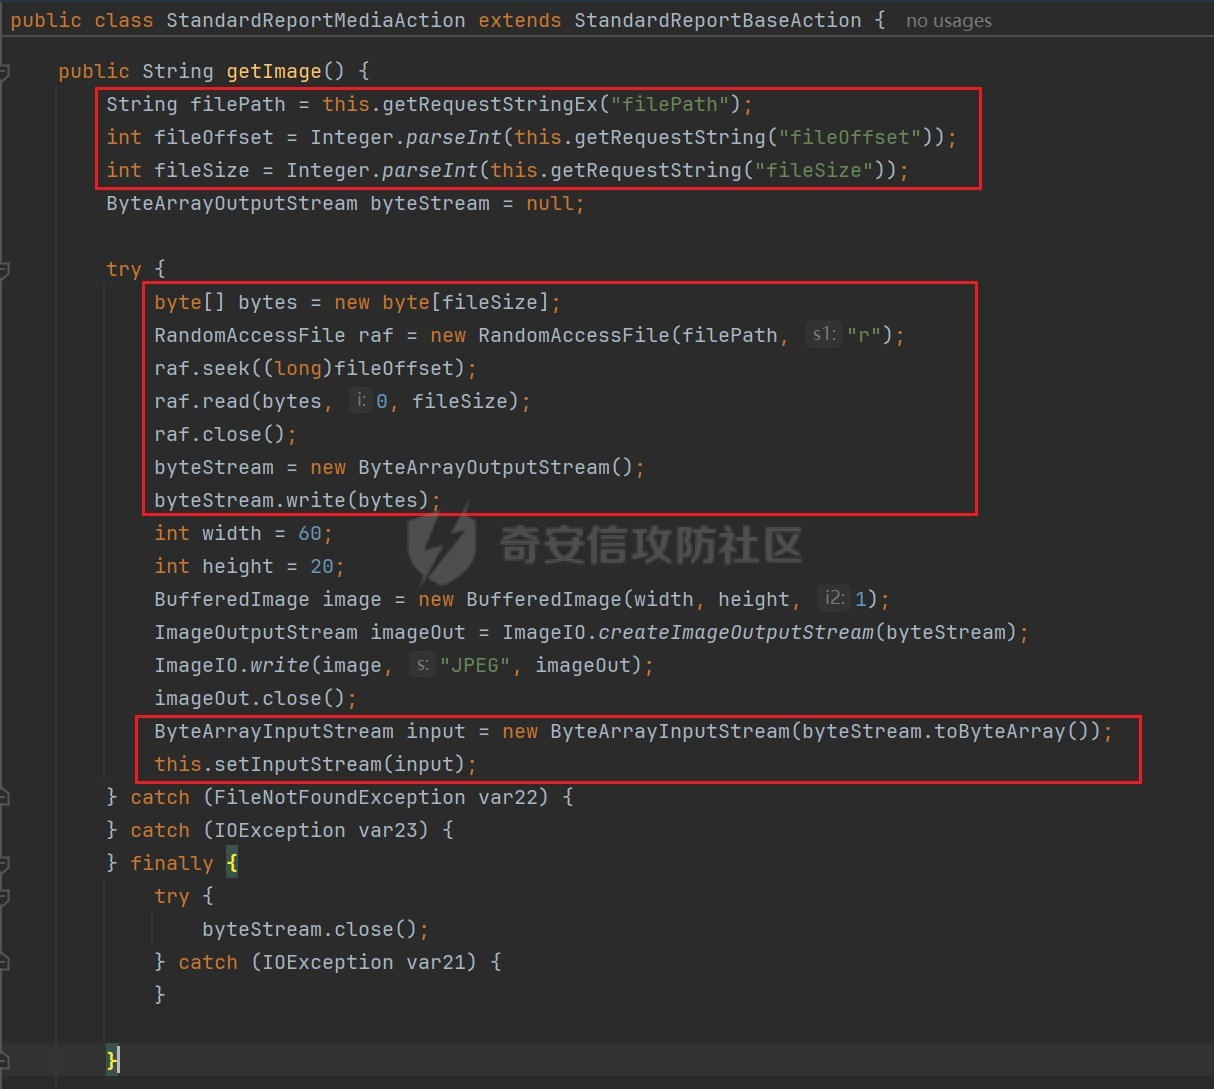 public class StandardReportMediaAction extends StandardReportBaseAction {  no usages
public String getImage() {
String filePath = this.getRequestStringEx("filePath");
int fileOffset = Integer.parseInt(this.getRequestString("fileOffset"));
int fileSize = Integer.parseInt(this.getRequestString("fileSize"));
ByteArrayOutputStream byteStream = null;
try {
byte[] bytes = new byte[fileSize];
RandomAccessFile raf = new RandomAccessFile(filePath, s1: "r");
raf.seek((long)fileOffset);
raf.read(bytes, i: 0, fileSize);
raf.close();
byteStream = new ByteArrayOutputStream();
byteStream.write(bytes);
int width = 60;
奇安信攻防社区
int height = 20;
BufferedImage image = new BufferedImage(width, height, i2: 1);
ImageOutputStream imageOut = ImageIO.createImageOutputStream(byteStream);
ImageIO.write(image, s: "JPEG", imageOut);
imageOut.close();
ByteArrayInputStream input = new ByteArrayInputStream(byteStream.toByteArray());
this.setInputStream(input);
} catch (FileNotFoundException var22) {
} catch (IOException var23) {
} finally {
try {
byteStream.close();
} catch (IOException var21) {
}
}